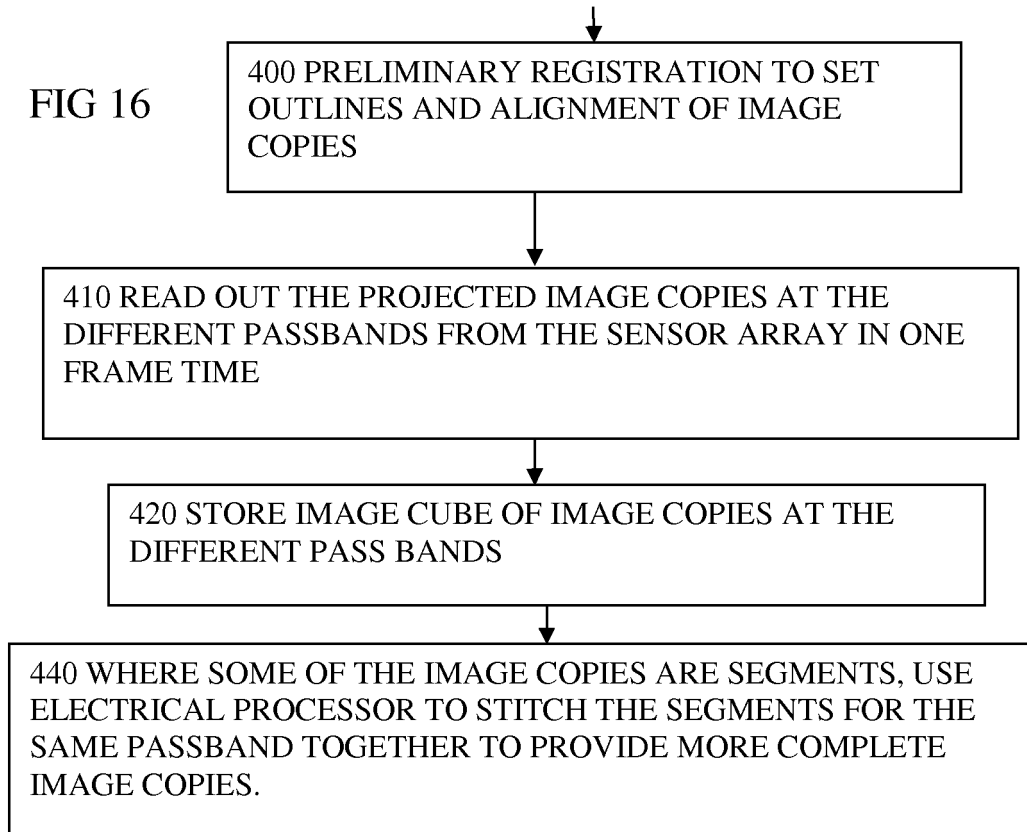 FIG 16
400 PRELIMINARY REGISTRATION TO SET
OUTLINES AND ALIGNMENT OF IMAGE
COPIES
410 READ OUT THE PROJECTED IMAGE COPIES AT THE
DIFFERENT PASSBANDS FROM THE SENSOR ARRAY IN ONE
FRAME TIME
420 STORE IMAGE CUBE OF IMAGE COPIES AT THE
DIFFERENT PASS BANDS
440 WHERE SOME OF THE IMAGE COPIES ARE SEGMENTS, USE
ELECTRICAL PROCESSOR TO STITCH THE SEGMENTS FOR THE
SAME PASSBAND TOGETHER TO PROVIDE MORE COMPLETE
IMAGE COPIES.